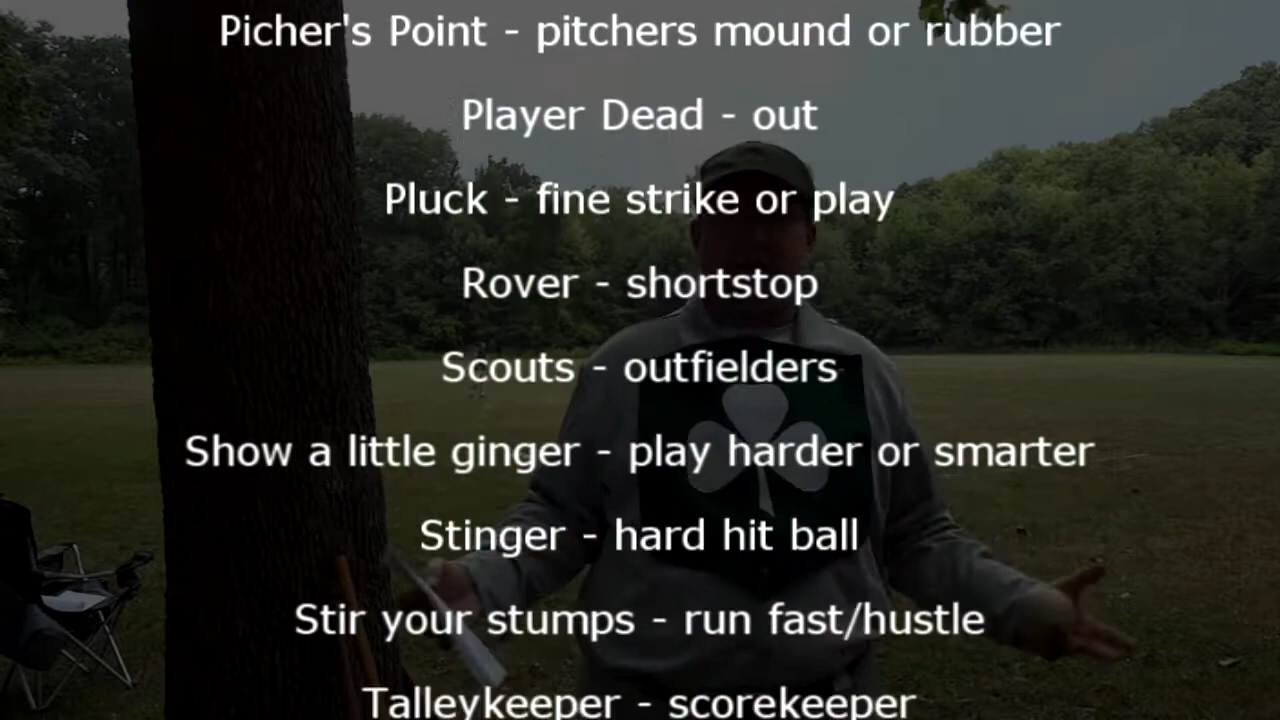 Picher's Point - pitchers mound or rubber
Player Dead - out
Pluck - fine strike or play
Rover - shortstop
Scouts - outfielders
Show a little ginger - play harder or smarter
Stinger - hard hit ball
Stir your stumps - run fast/hustle
Talleykeeper - scorekeeper